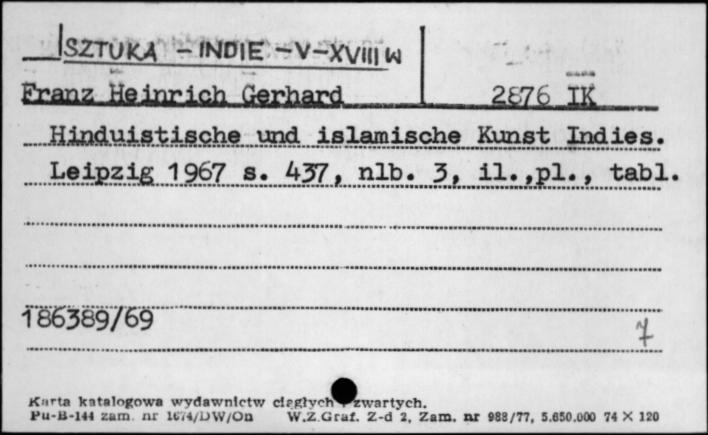 SZTUKA - INDIE - V - XVIII W
Franz Heinrich Gerhard 2876 IK
Hinduistische und islamische Kunst Indies.
Leipzig 1967 s. 437, nlb. 3, il.,pl., tabl.
186389/69
7
Karta katalogowa wydawnictw ciągłych i zwartych.
Pu-B-144 zam. nr 1674/DW/On W.Z.Graf. Z-d 2, Zam. nr 988/77, 5.650.000 74 X 120